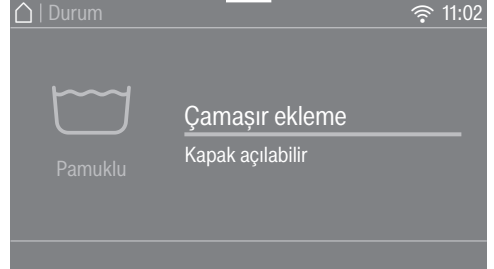 | Durum 11:02
Çamaşır ekleme
Kapak açılabilir
Pamuklu